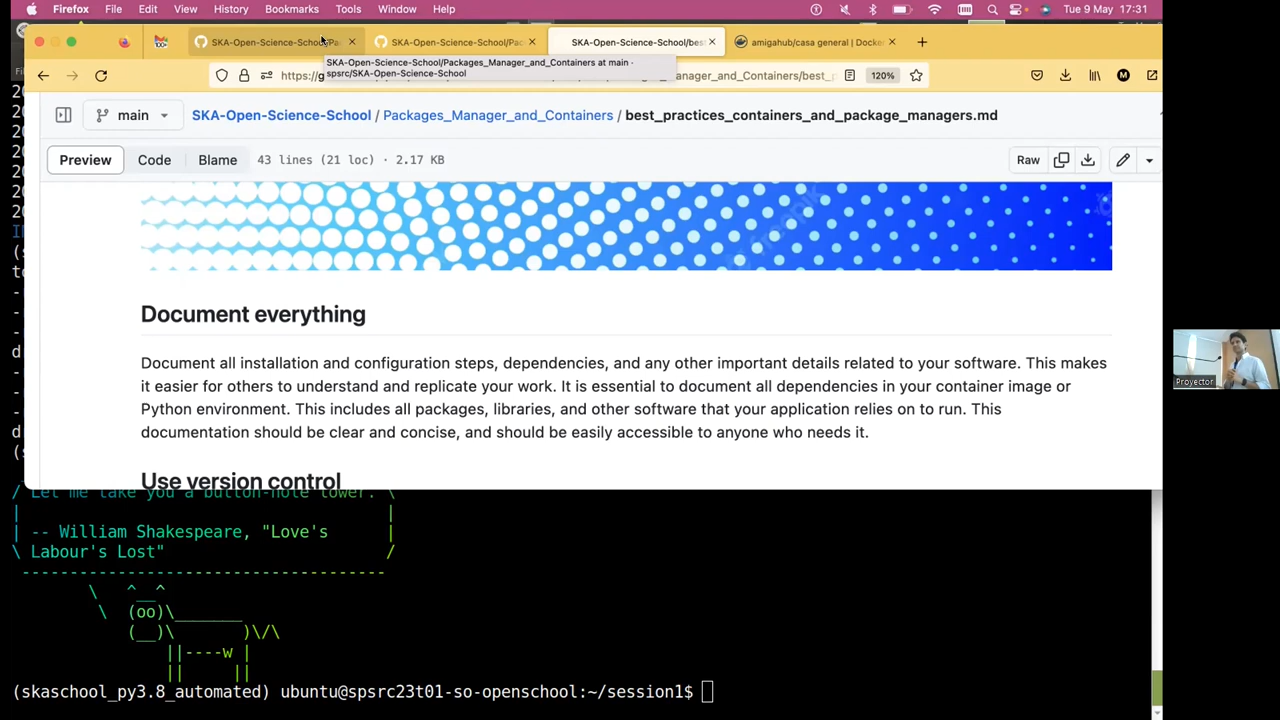 Firefox File Edit View History Bookmarks Tools Window Help Tue 9 May 17:31
SKA-Open-Science-School/Pa SKA-Open-Science-School/Pac SKA-Open-Science-School/bes amigahub/casa general | Docker
SKA-Open-Science-School/Packages_Manager_and_Containers at main ·
spsrc/SKA-Open-Science-School
https://g anager_and_Containers/best_p 120%
main SKA-Open-Science-School / Packages_Manager_and_Containers / best_practices_containers_and_package_managers.md
Preview Code Blame 43 lines (21 loc) · 2.17 KB Raw
Document everything
Document all installation and configuration steps, dependencies, and any other important details related to your software. This makes
it easier for others to understand and replicate your work. It is essential to document all dependencies in your container image or
Python environment. This includes all packages, libraries, and other software that your application relies on to run. This
documentation should be clear and concise, and should be easily accessible to anyone who needs it.
Use version control
Proyector
/ Let me take you a button-hole lower. \
| |
| -- William Shakespeare, "Love's |
\ Labour's Lost" /
---------------------------------------
\ ^__^
\ (oo)\_______
(__)\ )\/\
||----w |
|| ||
(skaschool_py3.8_automated) ubuntu@spsrc23t01-so-openschool:~/session1$